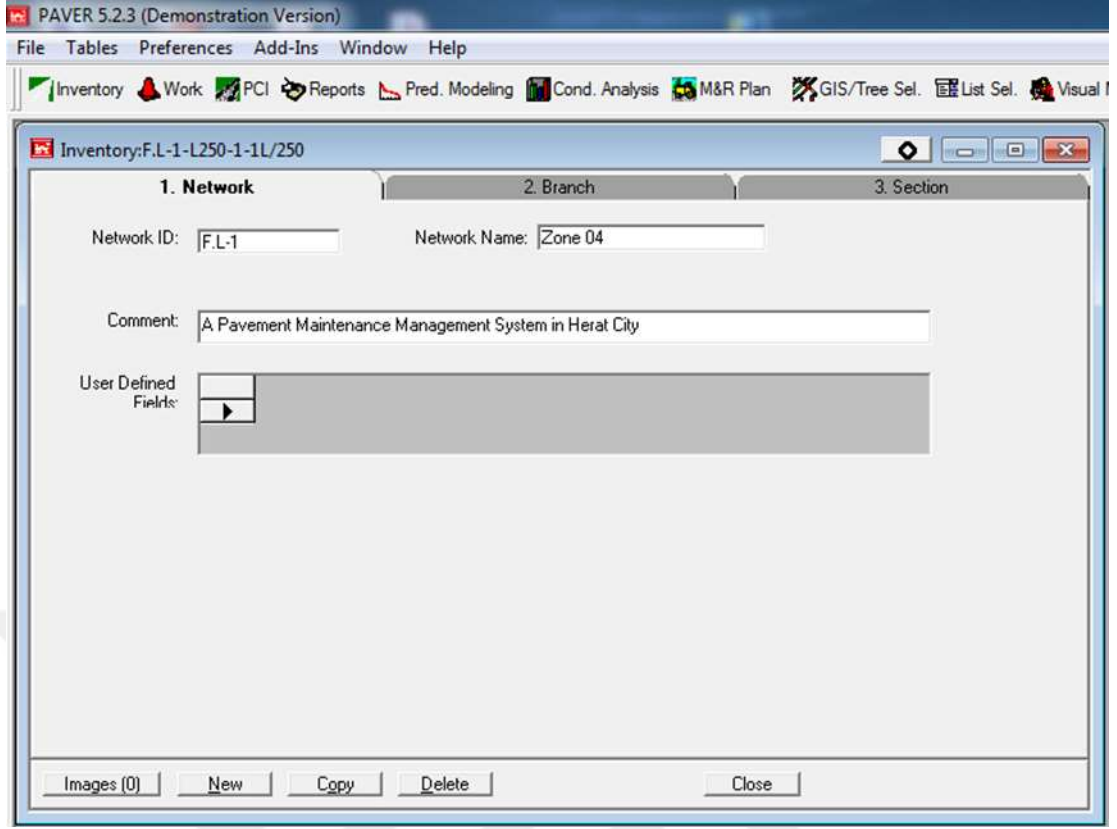 PAVER 5.2.3 (Demonstration Version)
File Tables Preferences Add-Ins Window Help
Inventory Work PCI Reports Pred. Modeling Cond. Analysis M&R Plan GIS/Tree Sel. List Sel. Visual
Inventory:F.L-1-L250-1-1L/250
1. Network 2. Branch 3. Section
Network ID: F.L-1 Network Name: Zone 04
Comment: A Pavement Maintenance Management System in Herat City
User Defined
Fields:
Images (0) New Copy Delete Close